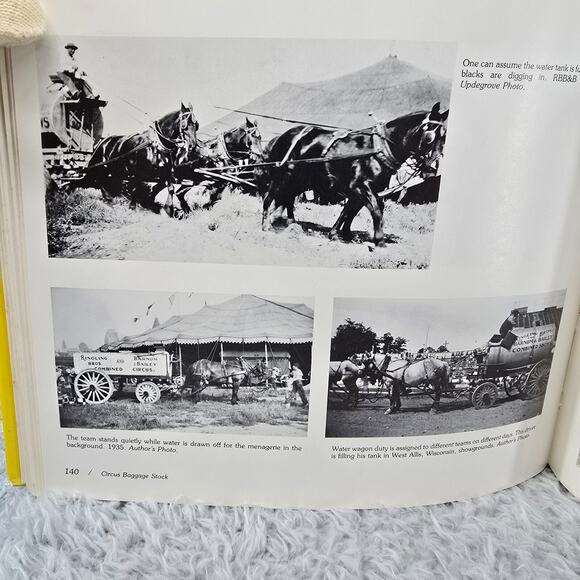 One can assume the water tank is
blacks are digging in. RBB&B
Updegrove Photo.
RINGLING
BROS.
AND
BARNUM
& BAILEY
COMBINED
CIRCUS.
BARNUM & BAILEY
The team stands quietly while water is drawn off for the menagerie in the
background. 1935. Author's Photo.
Water wagon duty is assigned to different teams on different days. This driver
is filling his tank in West Allis, Wisconsin, showgrounds. Author's Photo.
140 / Circus Baggage Stock